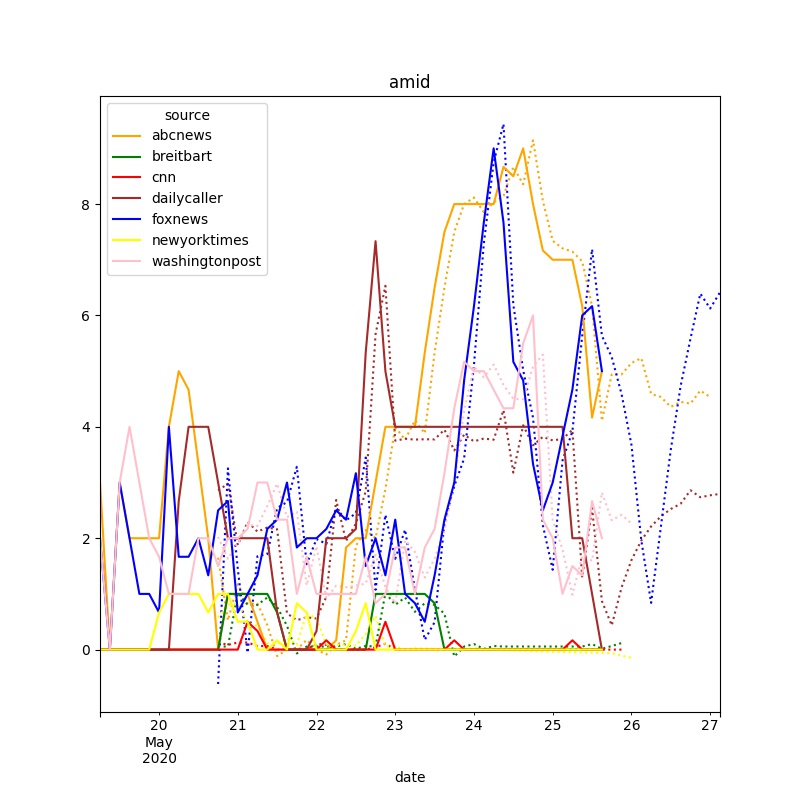 amid
source
abcnews
breitbart
cnn
dailycaller
foxnews
newyorktimes
washingtonpost
8
6
4
2
0
20 21 22 23 24 25 26 27
May
2020
date